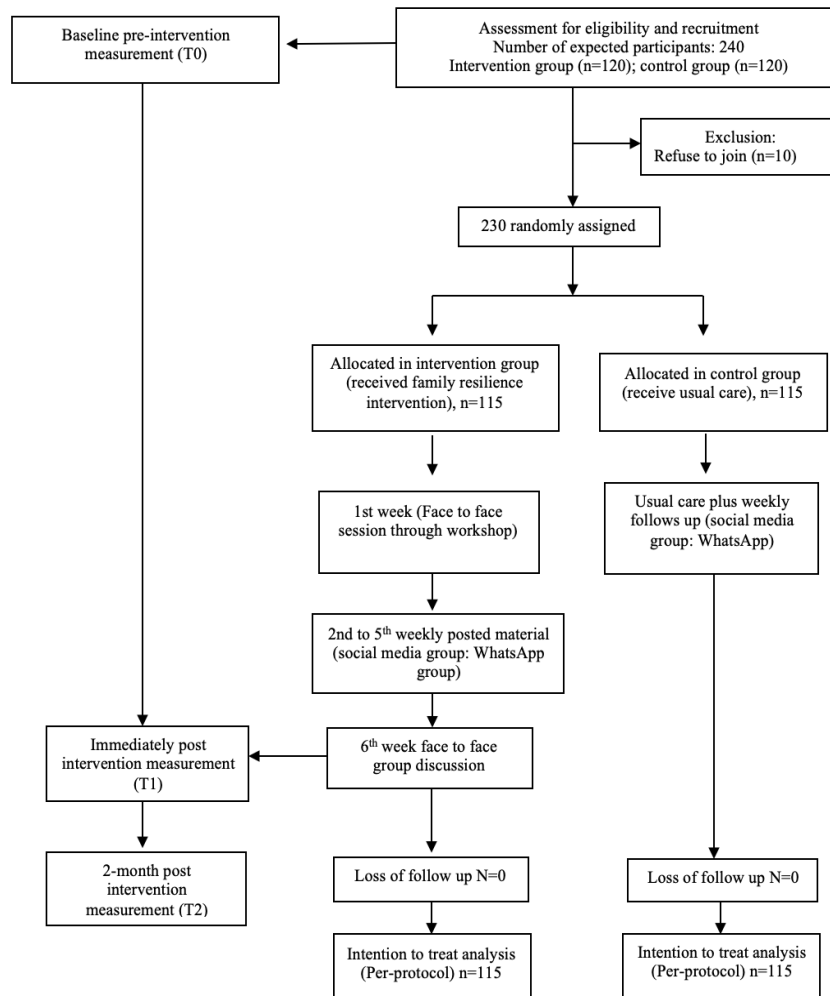 Baseline pre-intervention
measurement (T0)
Assessment for eligibility and recruitment
Number of expected participants: 240
Intervention group (n=120); control group (n=120)
Exclusion:
Refuse to join (n=10)
230 randomly assigned
Allocated in intervention group
(received family resilience
intervention), n=115
Allocated in control group
(receive usual care), n=115
1st week (Face to face
session through workshop)
Usual care plus weekly
follows up (social media
group: WhatsApp)
2nd to 5th weekly posted material
(social media group: WhatsApp
group)
Immediately post
intervention measurement
(T1)
6th week face to face
group discussion
2-month post
intervention
measurement (T2)
Loss of follow up N=0
Loss of follow up N=0
Intention to treat analysis
(Per-protocol) n=115
Intention to treat analysis
(Per-protocol) n=115